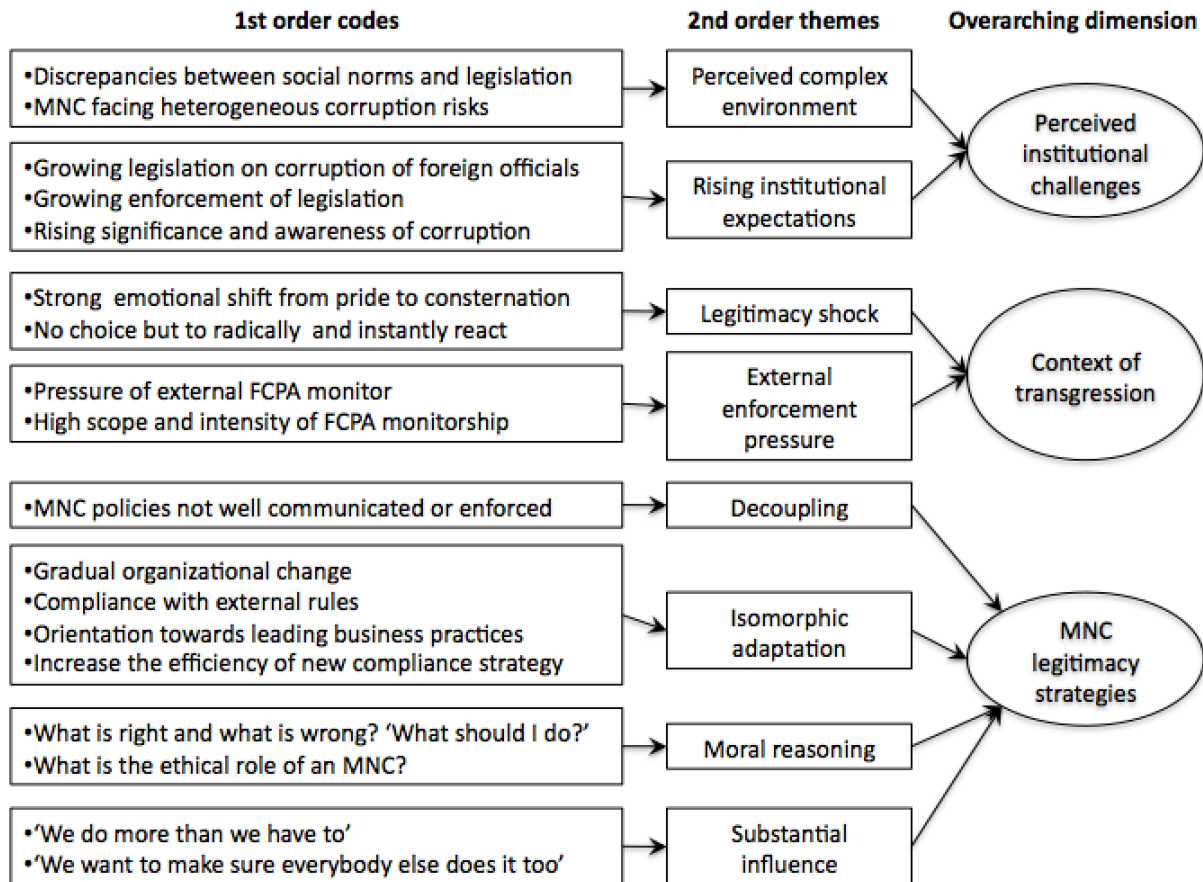 1st order codes
2nd order themes
Overarching dimension
•Discrepancies between social norms and legislation
•MNC facing heterogeneous corruption risks
Perceived complex
environment
•Growing legislation on corruption of foreign officials
•Growing enforcement of legislation
•Rising significance and awareness of corruption
Rising institutional
expectations
Perceived
institutional
challenges
•Strong emotional shift from pride to consternation
•No choice but to radically and instantly react
Legitimacy shock
•Pressure of external FCPA monitor
•High scope and intensity of FCPA monitorship
External
enforcement
pressure
Context of
transgression
•MNC policies not well communicated or enforced
Decoupling
•Gradual organizational change
•Compliance with external rules
•Orientation towards leading business practices
•Increase the efficiency of new compliance strategy
Isomorphic
adaptation
MNC
legitimacy
strategies
•What is right and what is wrong? ‘What should I do?’
•What is the ethical role of an MNC?
Moral reasoning
•‘We do more than we have to’
•‘We want to make sure everybody else does it too’
Substantial
influence